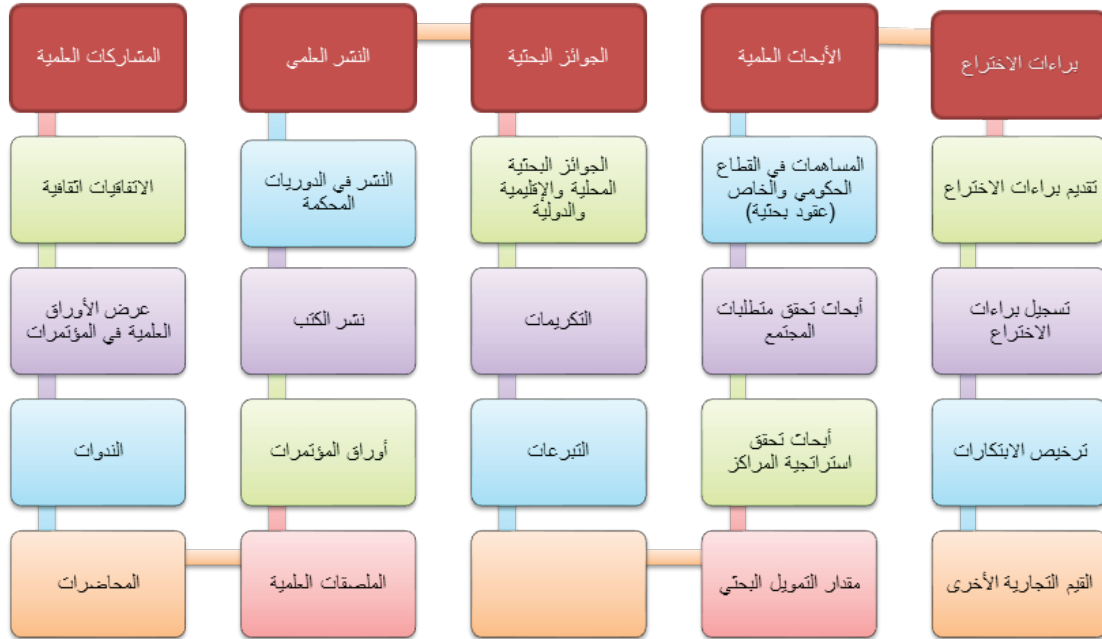 براءات الاختراع
تقديم براءات الاختراع
تسجيل براءات
الاختراع
ترخيص الابتكارات
القيم التجارية الأخرى
الأبحاث العلمية
المساهمات في القطاع
الحكومي والخاص
(عقود بحثية)
أبحاث تحقق متطلبات
المجتمع
أبحاث تحقق
استراتجية المراكز
مقدار التمويل البحثي
الجوائز البحثية
الجوائز البحثية
المحلية والإقليمية
والدولية
التكريمات
التبرعات
النشر العلمي
النشر في الدوريات
المحكمة
نشر الكتب
أوراق المؤتمرات
الملصقات العلمية
المشاركات العلمية
الاتفاقيات اتقافية
عرض الأوراق
العلمية في المؤتمرات
الندوات
المحاضرات